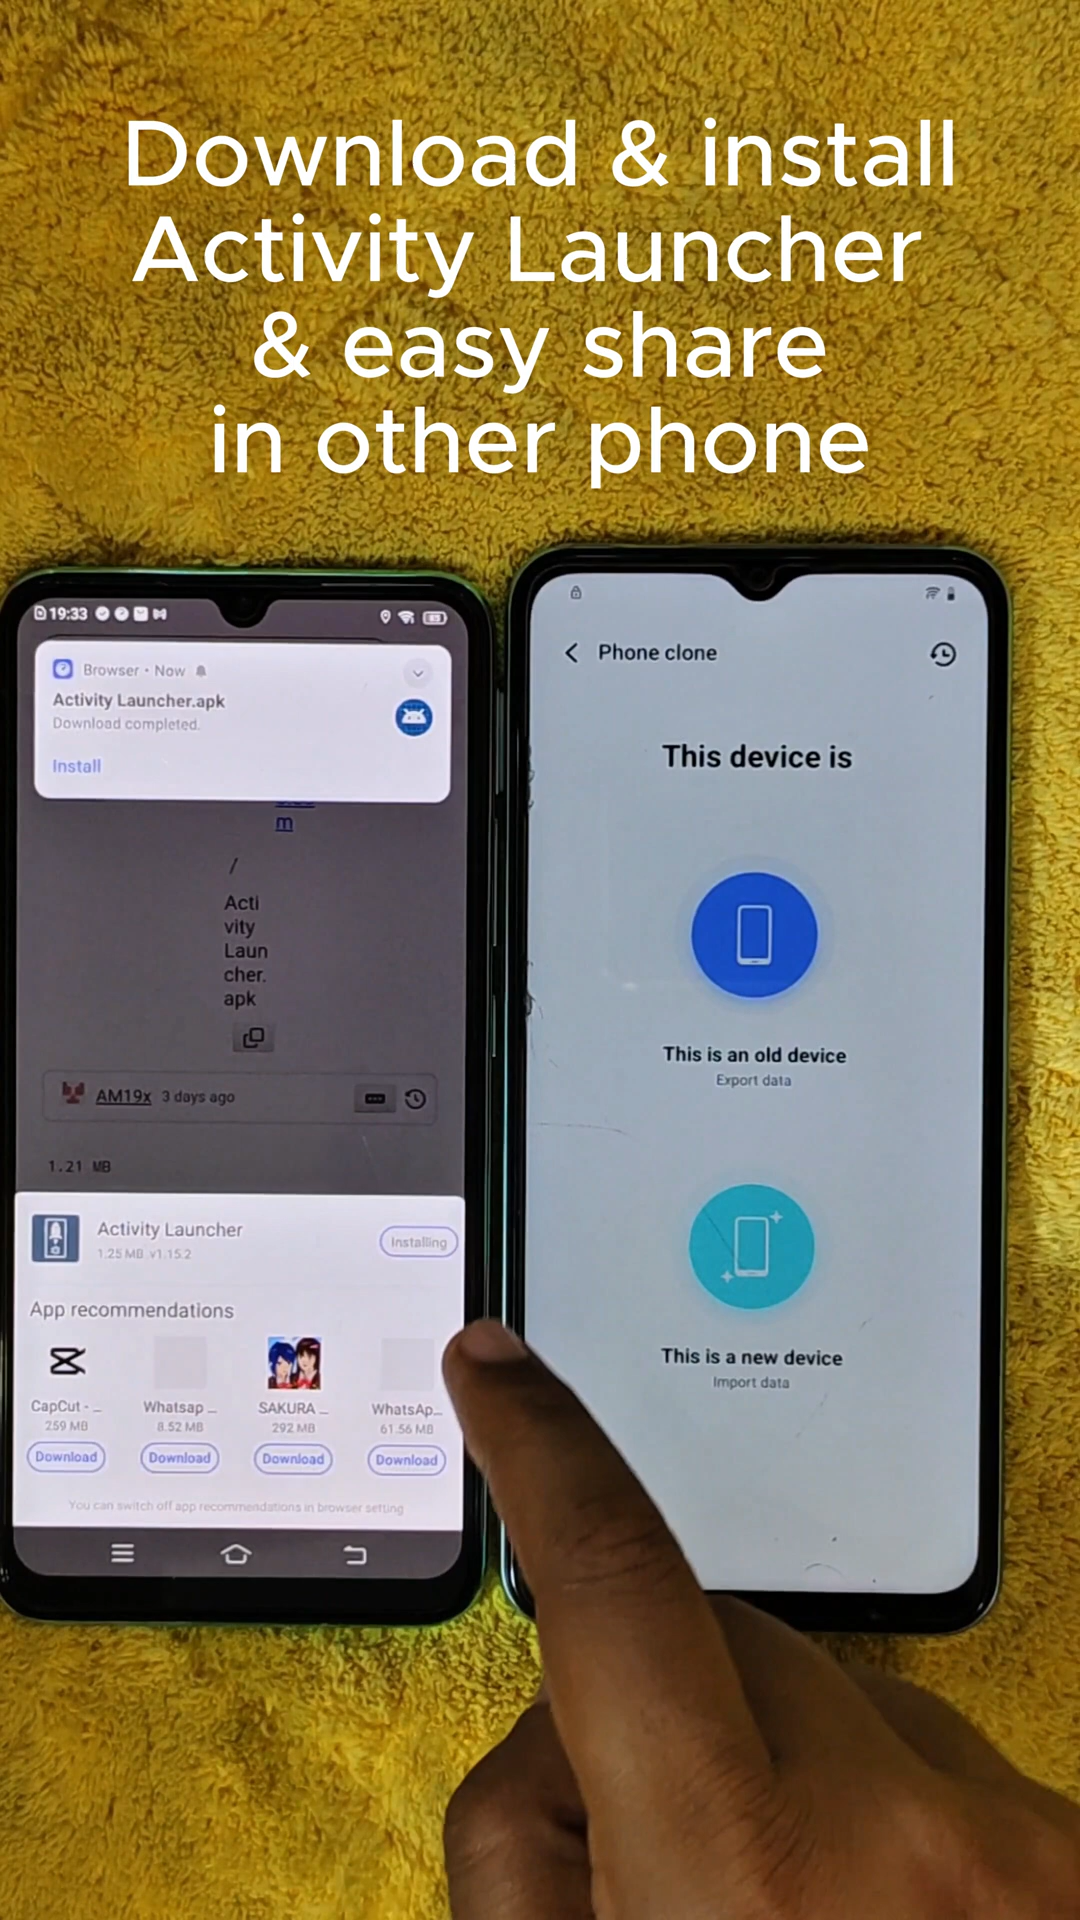 Download & install
Activity Launcher
& easy share
in other phone
19:33
Browser • Now
Activity Launcher.apk
Download completed.
Install
m
/
Acti
vity
Laun
cher.
apk
AM19x 3 days ago
1.21 MB
Activity Launcher
1.25 MB v1.15.2
Installing
App recommendations
CapCut - ...
259 MB
Download
Whatsap ...
8.52 MB
Download
SAKURA ...
292 MB
Download
WhatsAp...
61.56 MB
Download
You can switch off app recommendations in browser setting
Phone clone
This device is
This is an old device
Export data
This is a new device
Import data